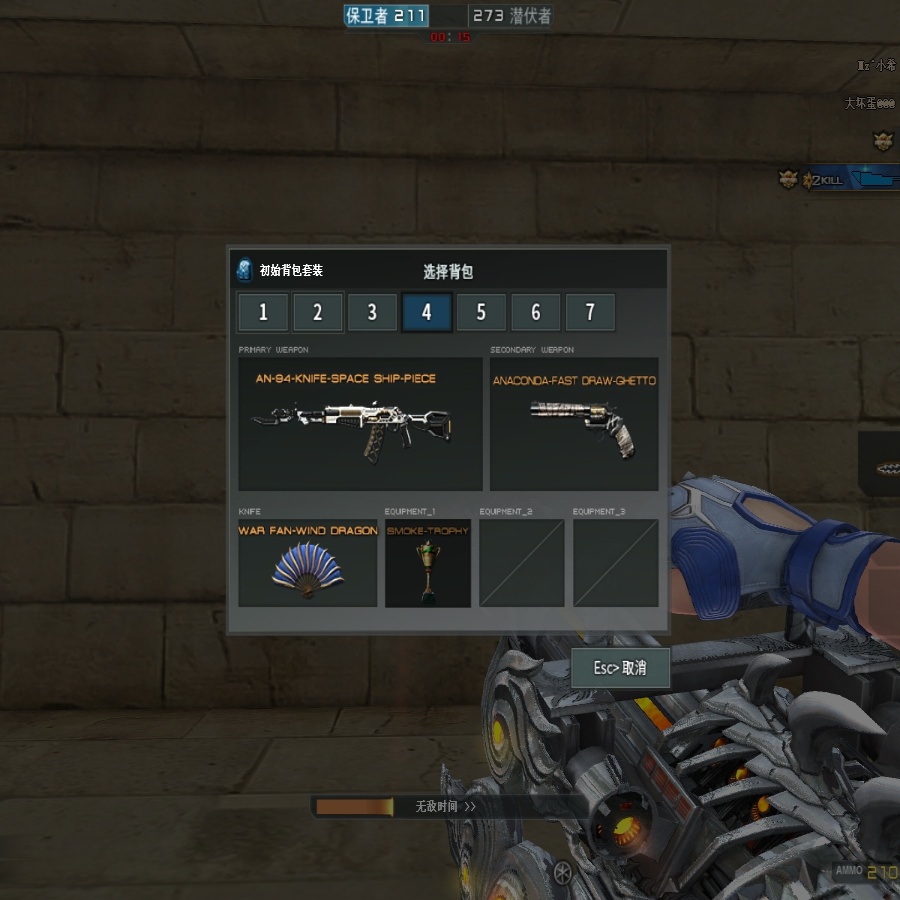 保卫者 211
273 潜伏者
00:15
大坏蛋@@@
2KILL
初始背包套装
选择背包
1 2 3 4 5 6 7
PRIMARY WEAPON
SECONDARY WEAPON
AN-94-KNIFE-SPACE SHIP-PIECE
ANACONDA-FAST DRAW-GHETTO
KNIFE
EQUIPMENT_1
EQUIPMENT_2
EQUIPMENT_3
WAR FAN-WIND DRAGON
SMOKE-TROPHY
Esc>取消
无敌时间 >>
AMMO 210